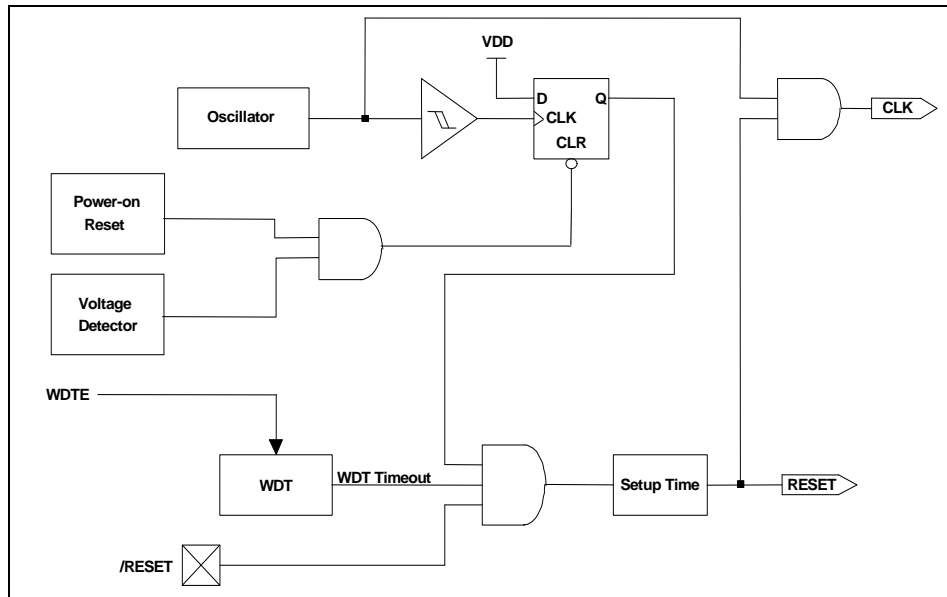 VDD
Oscillator
D
Q
CLK
CLR
CLK
Power-on
Reset
Voltage
Detector
WDTE
WDT
WDT Timeout
Setup Time
RESET
/RESET